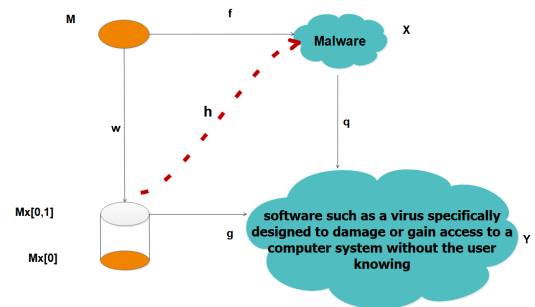 M
f
Malware
X
w
h
q
Mx[0,1]
g
software such as a virus specifically
designed to damage or gain access to a
computer system without the user
knowing
Y
Mx[0]